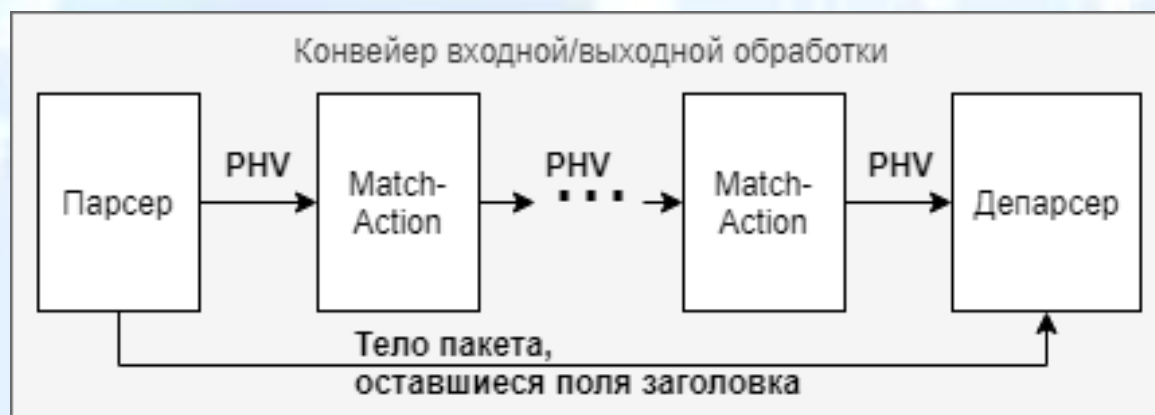 Конвейер входной/выходной обработки
PHV
PHV
PHV
Парсер
Match-
Action
...
Match-
Action
Депарсер
Тело пакета,
оставшиеся поля заголовка